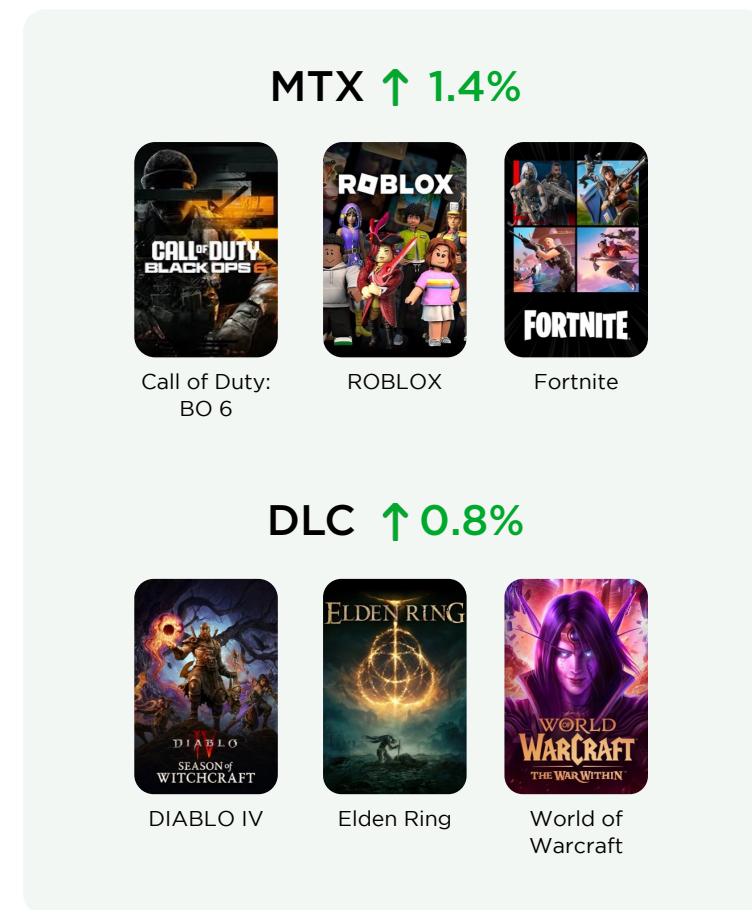 MTX ↑ 1.4%
CALL OF DUTY
BLACK OPS 6
ROBLOX
FORTNITE
Call of Duty:
BO 6
ROBLOX
Fortnite
DLC ↑ 0.8%
DIABLO
IV
SEASON of
WITCHCRAFT
ELDEN RING
WORLD
OF
WARCRAFT
THE WAR WITHIN
DIABLO IV
Elden Ring
World of
Warcraft